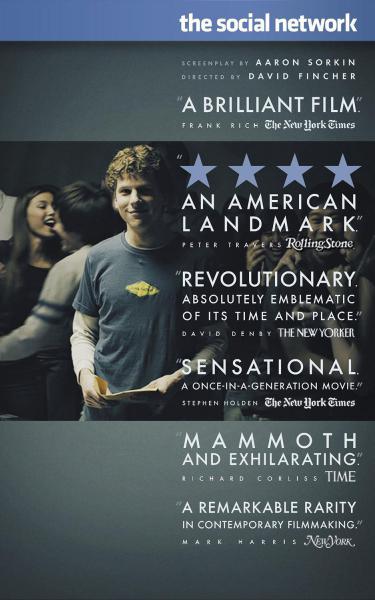 the social network
SCREENPLAY BY AARON SORKIN
DIRECTED BY DAVID FINCHER
"A BRILLIANT FILM."
FRANK RICH The New York Times
"★★★★
AN AMERICAN
LANDMARK."
PETER TRAVERS RollingStone
"REVOLUTIONARY.
ABSOLUTELY EMBLEMATIC
OF ITS TIME AND PLACE."
DAVID DENBY THE NEW YORKER
"SENSATIONAL.
A ONCE-IN-A-GENERATION MOVIE."
STEPHEN HOLDEN The New York Times
"MAMMOTH
AND EXHILARATING."
RICHARD CORLISS TIME
"A REMARKABLE RARITY
IN CONTEMPORARY FILMMAKING."
MARK HARRIS NEW YORK